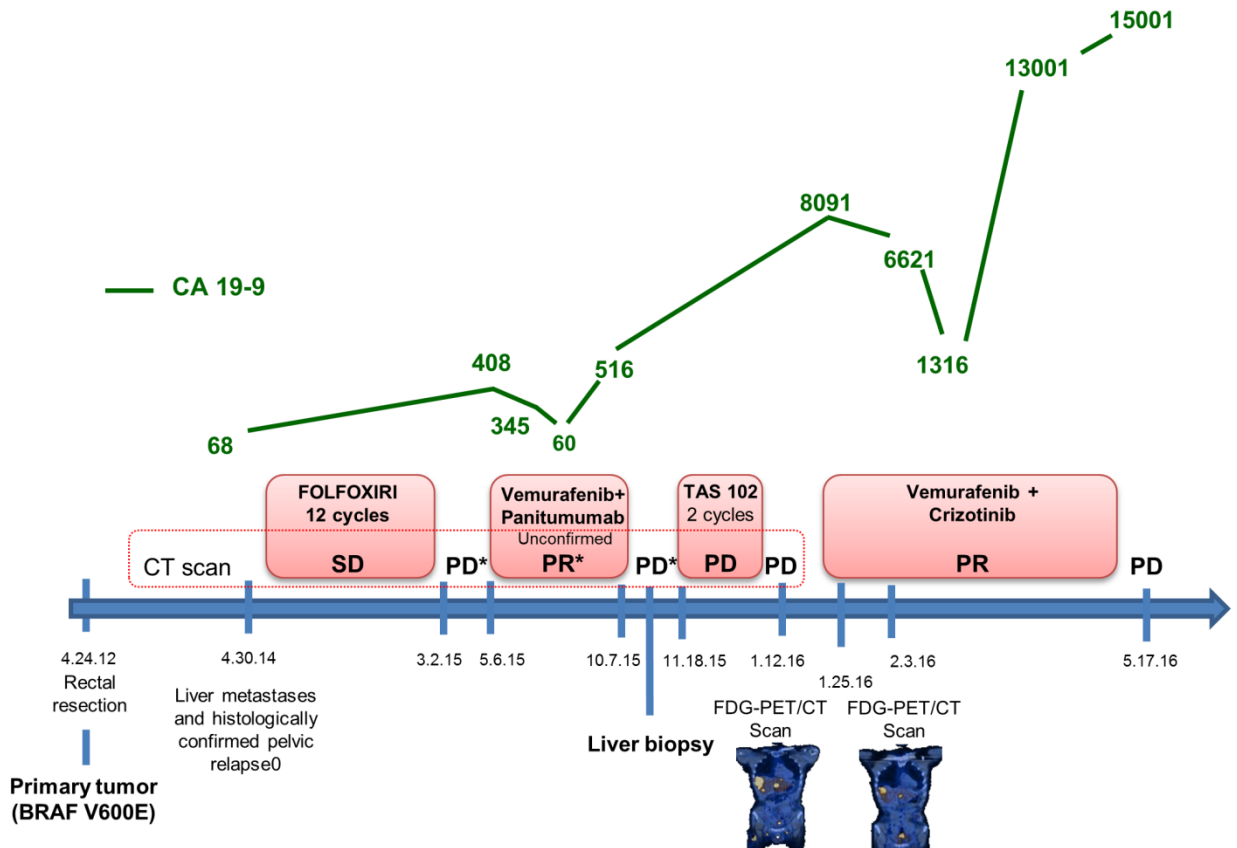 15001
13001
8091
6621
CA 19-9
1316
408
516
345
60
68
FOLFOXIRI
12 cycles
SD
Vemurafenib+
Panitumumab
Unconfirmed
PR*
TAS 102
2 cycles
PD
Vemurafenib +
Crizotinib
PR
CT scan
PD*
PD*
PD
PD
4.24.12
Rectal
resection
4.30.14
3.2.15
5.6.15
10.7.15
11.18.15
1.12.16
1.25.16
2.3.16
5.17.16
Liver metastases
and histologically
confirmed pelvic
relapse0
Liver biopsy
FDG-PET/CT
Scan
FDG-PET/CT
Scan
Primary tumor
(BRAF V600E)